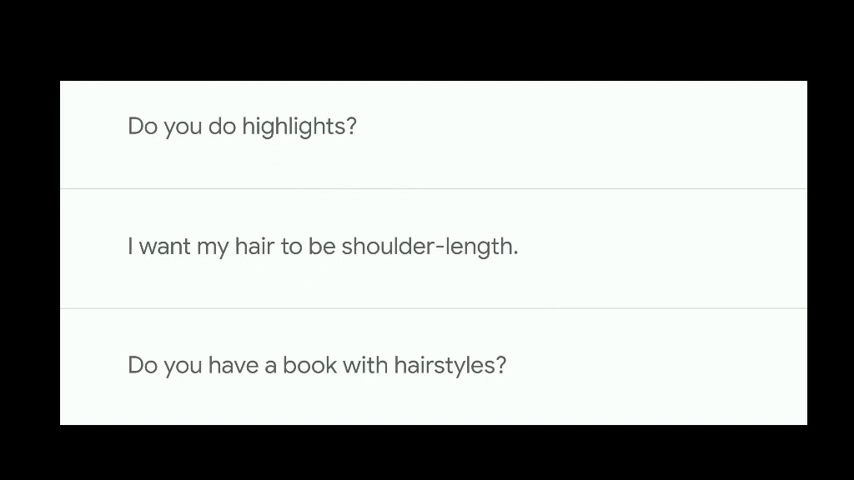 Do you do highlights?
I want my hair to be shoulder-length.
Do you have a book with hairstyles?